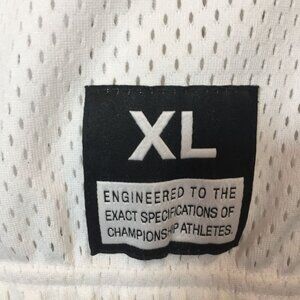 XL
ENGINEERED TO THE
EXACT SPECIFICATIONS OF
CHAMPIONSHIP ATHLETES.